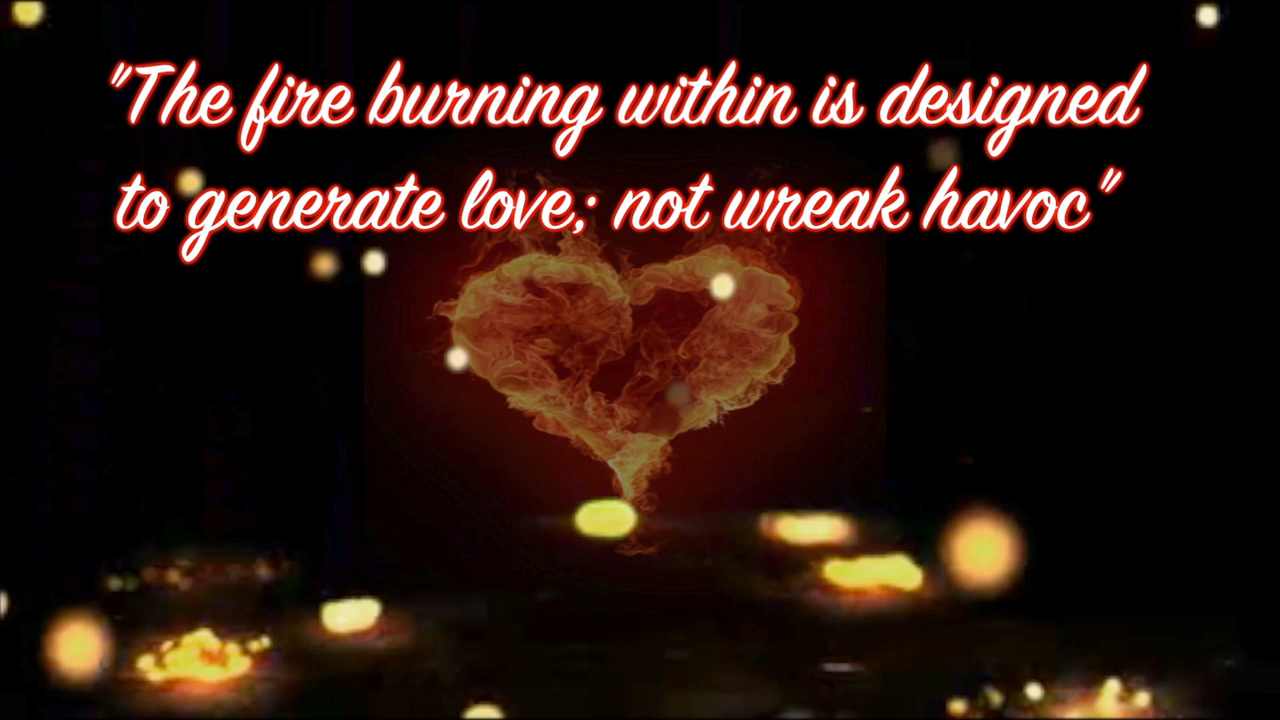 "The fire burning within is designed
to generate love; not wreak havoc"